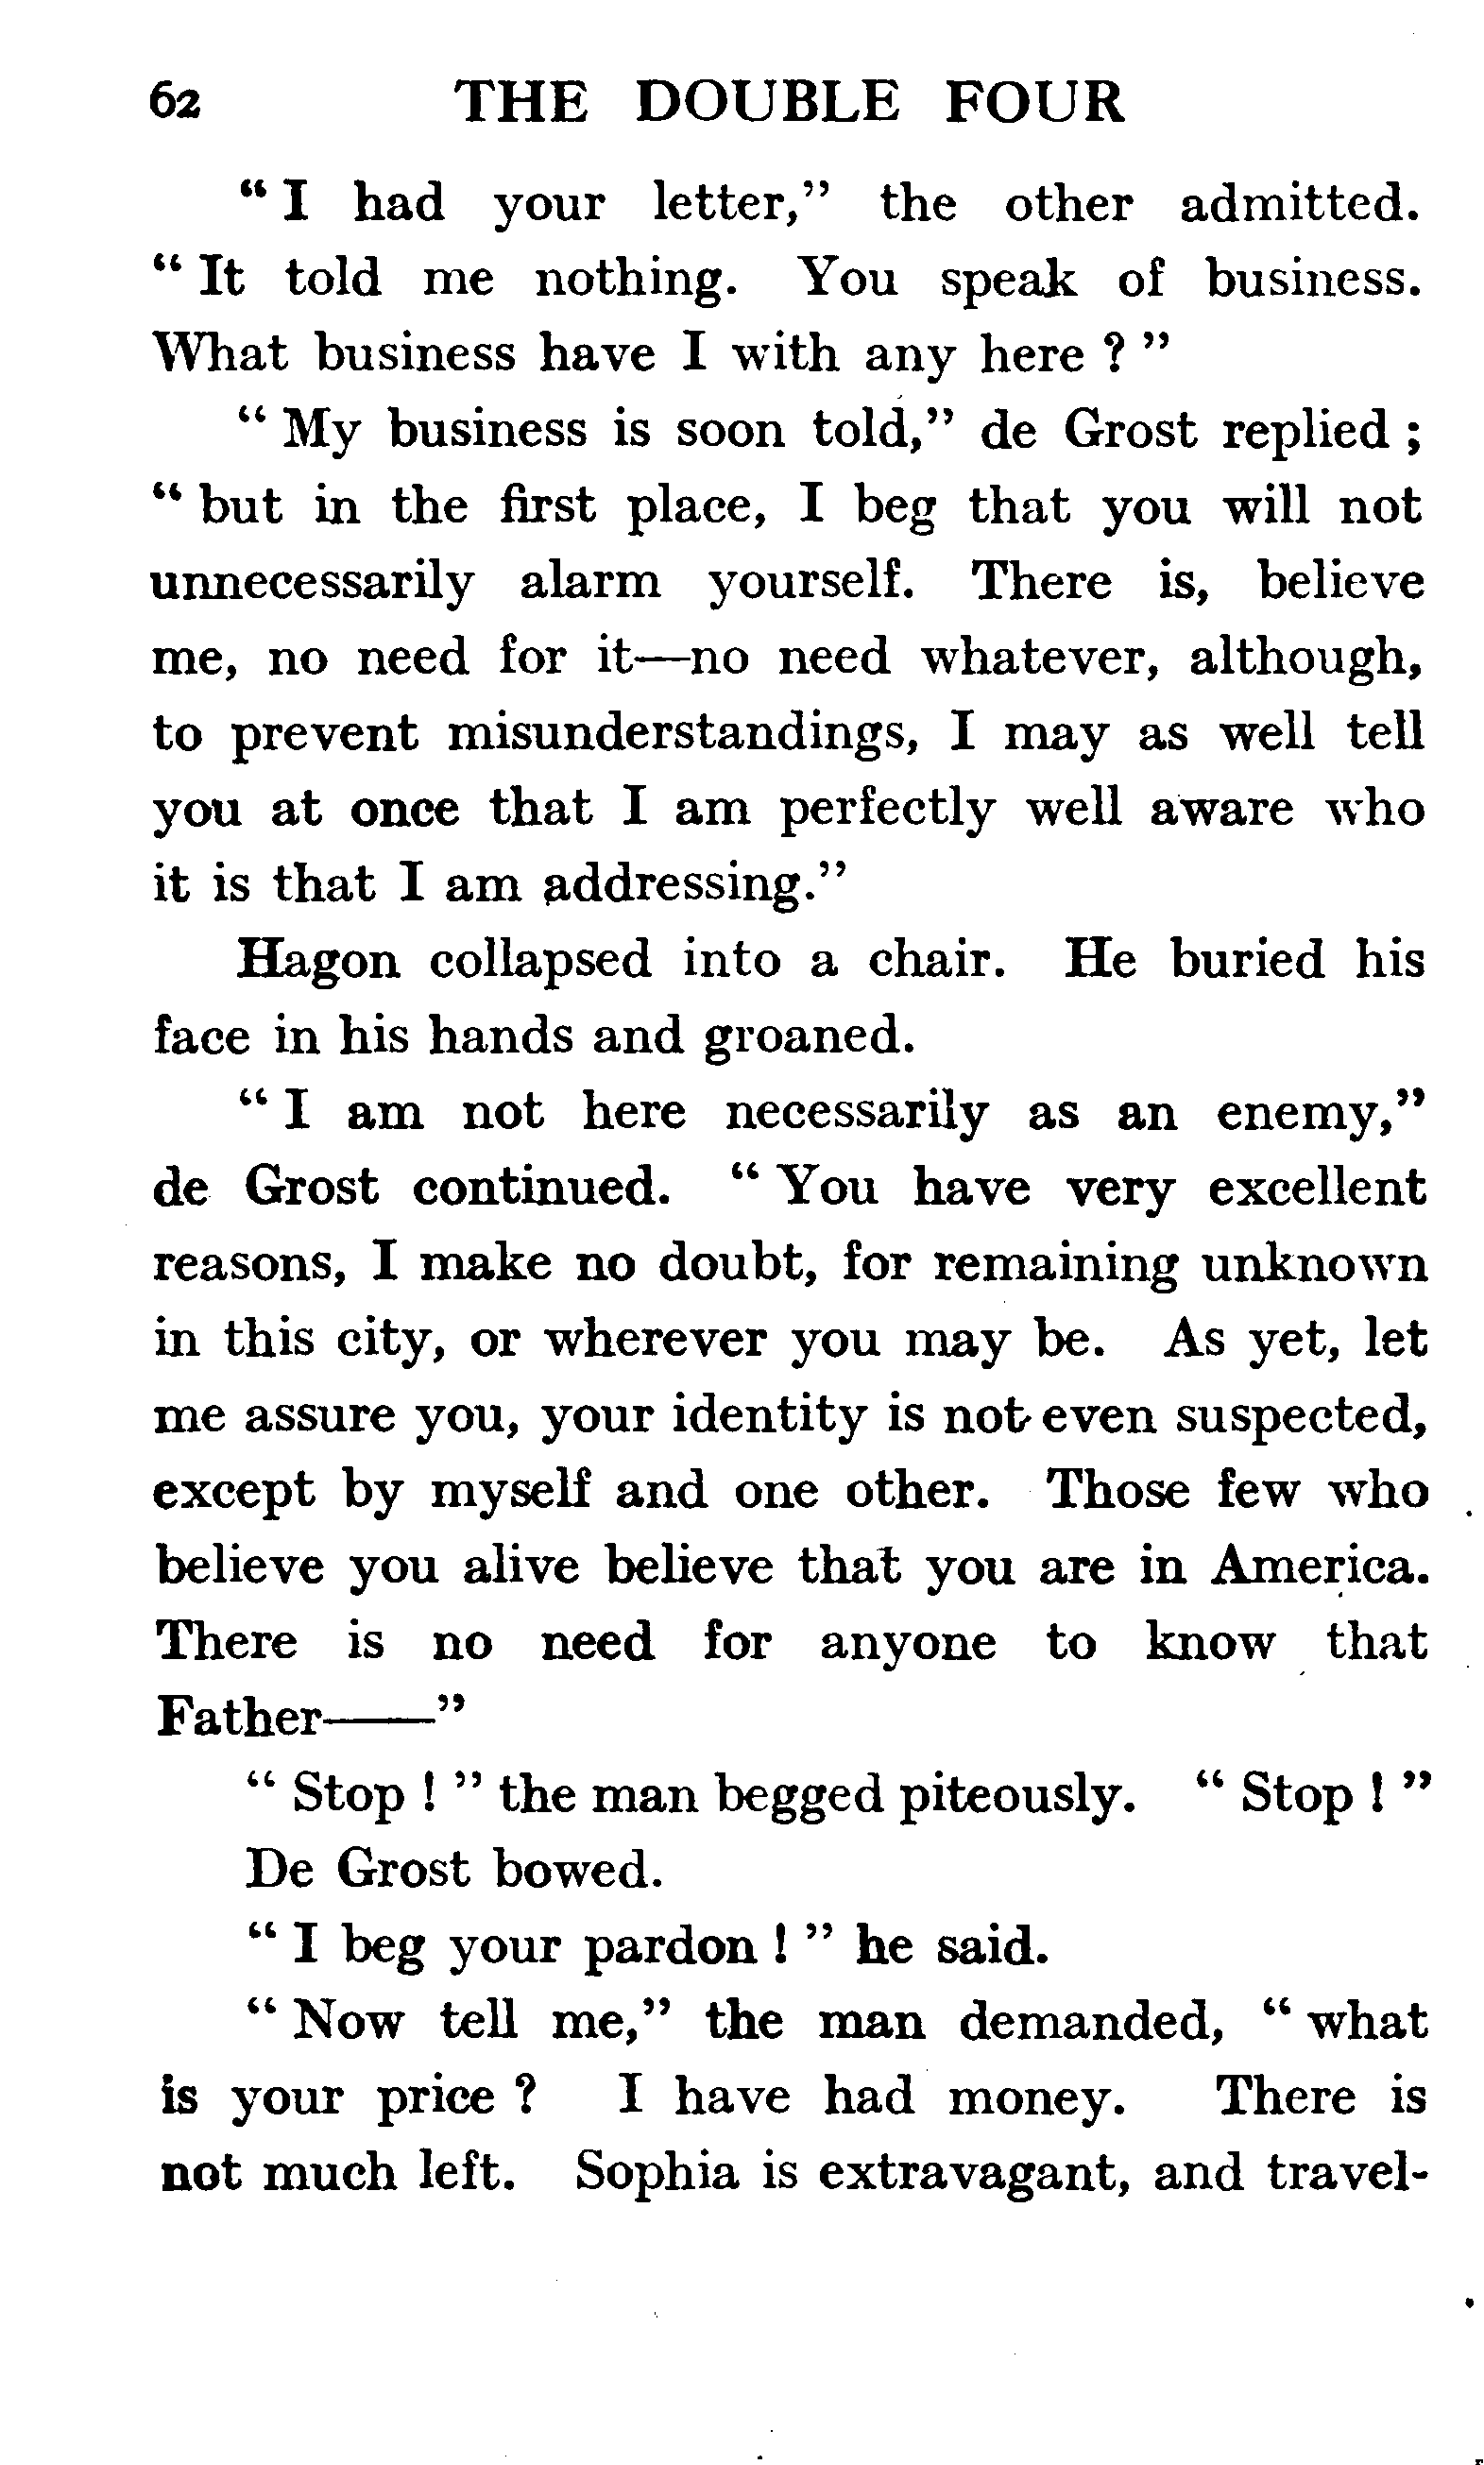 62 THE DOUBLE FOUR
“ I had your letter,” the other admitted.
“ It told me nothing. You speak of business.
What business have I with any here ? ”
“ My business is soon told,” de Grost replied ;
“ but in the first place, I beg that you will not
unnecessarily alarm yourself. There is, believe
me, no need for it—no need whatever, although,
to prevent misunderstandings, I may as well tell
you at once that I am perfectly well aware who
it is that I am addressing.”
Hagon collapsed into a chair. He buried his
face in his hands and groaned.
“ I am not here necessarily as an enemy,”
de Grost continued. “ You have very excellent
reasons, I make no doubt, for remaining unknown
in this city, or wherever you may be. As yet, let
me assure you, your identity is not even suspected,
except by myself and one other. Those few who
believe you alive believe that you are in America.
There is no need for anyone to know that
Father——”
“ Stop ! ” the man begged piteously. “ Stop ! ”
De Grost bowed.
“ I beg your pardon ! ” he said.
“ Now tell me,” the man demanded, “ what
is your price ? I have had money. There is
not much left. Sophia is extravagant, and travel-